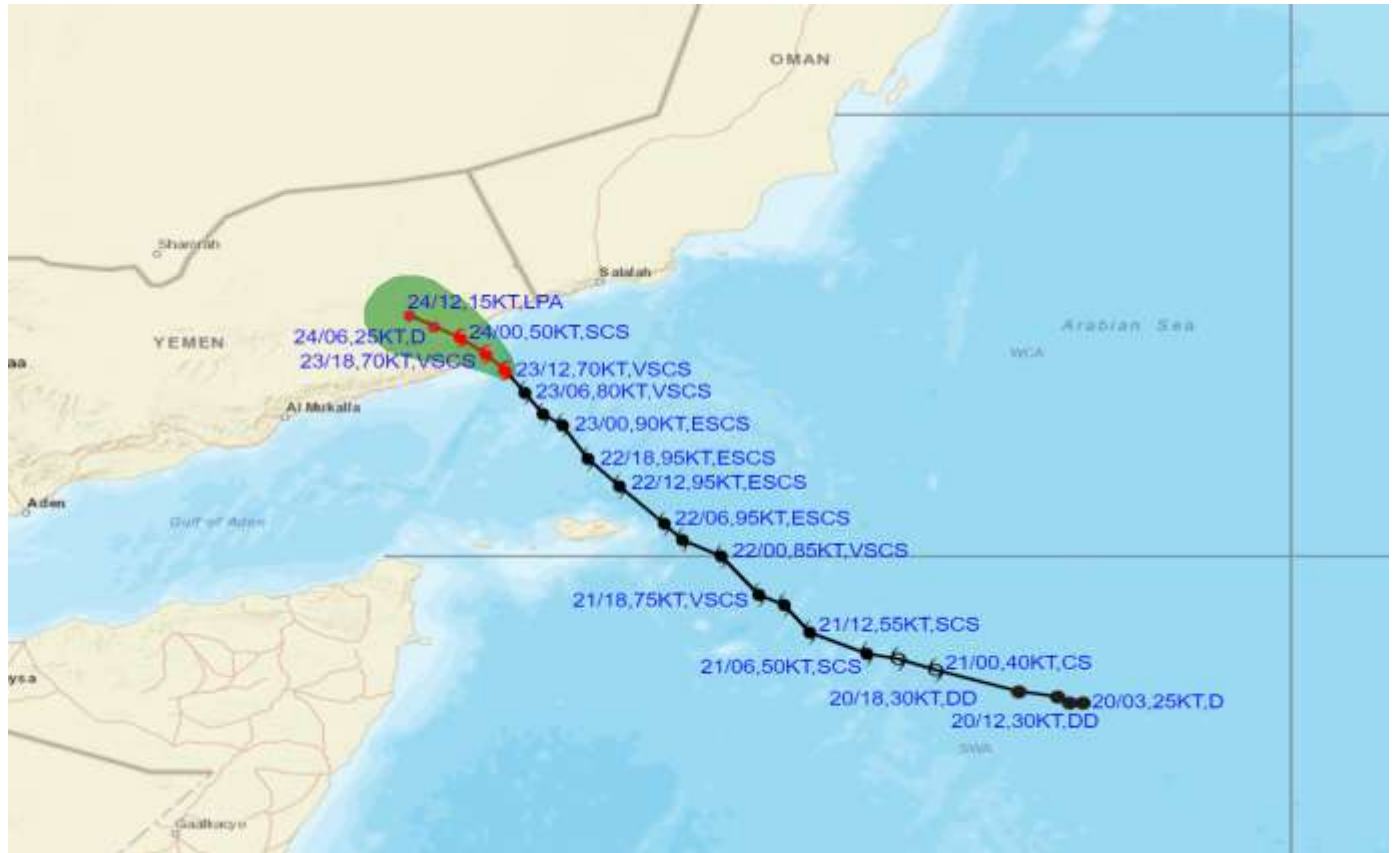 OMAN
Sharurah
Salalah
24/12,15KT,LPA
Arabian Sea
24/06,25KT,D
24/00,50KT,SCS
YEMEN
WCA
23/18,70KT,VSCS
aa
23/12,70KT,VSCS
23/06,80KT,VSCS
Al Mukalla
23/00,90KT,ESCS
22/18,95KT,ESCS
22/12,95KT,ESCS
Aden
Gulf of Aden
22/06,95KT,ESCS
22/00,85KT,VSCS
21/18,75KT,VSCS
21/12,55KT,SCS
21/06,50KT,SCS
21/00,40KT,CS
ysa
20/18,30KT,DD
20/03,25KT,D
20/12,30KT,DD
SWA
Gaalkacyo